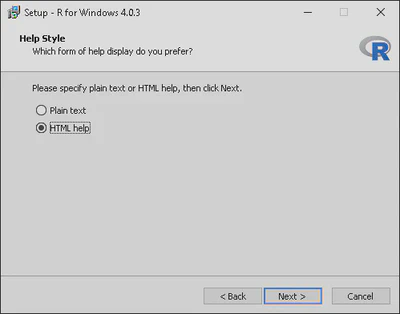 Setup - R for Windows 4.0.3
Help Style
Which form of help display do you prefer?
R
Please specify plain text or HTML help, then click Next.
Plain text
HTML help
< Back
Next >
Cancel